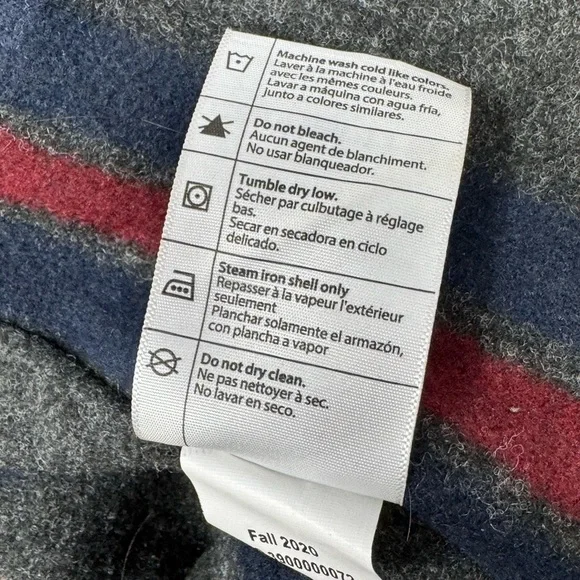 Machine wash cold like colors.
Laver à la machine à l'eau froide
avec les mêmes couleurs.
Lavar a máquina con agua fría,
junto a colores similares.
Do not bleach.
Aucun agent de blanchiment.
No usar blanqueador.
Tumble dry low.
Sécher par culbutage à réglage
bas.
Secar en secadora en ciclo
delicado.
Steam iron shell only
Repasser à la vapeur l'extérieur
seulement
Planchar solamente el armazón,
con plancha a vapor
Do not dry clean.
Ne pas nettoyer à sec.
No lavar en seco.
Fall 2020